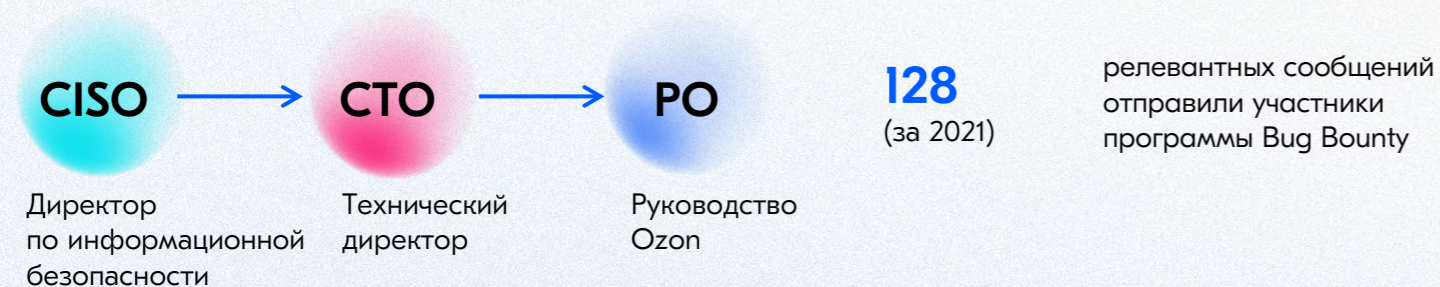 CISO
Директор
по информационной
безопасности
CTO
Технический
директор
РО
Руководство
Ozon
128
(за 2021)
релевантных сообщений
отправили участники
программы Bug Bounty